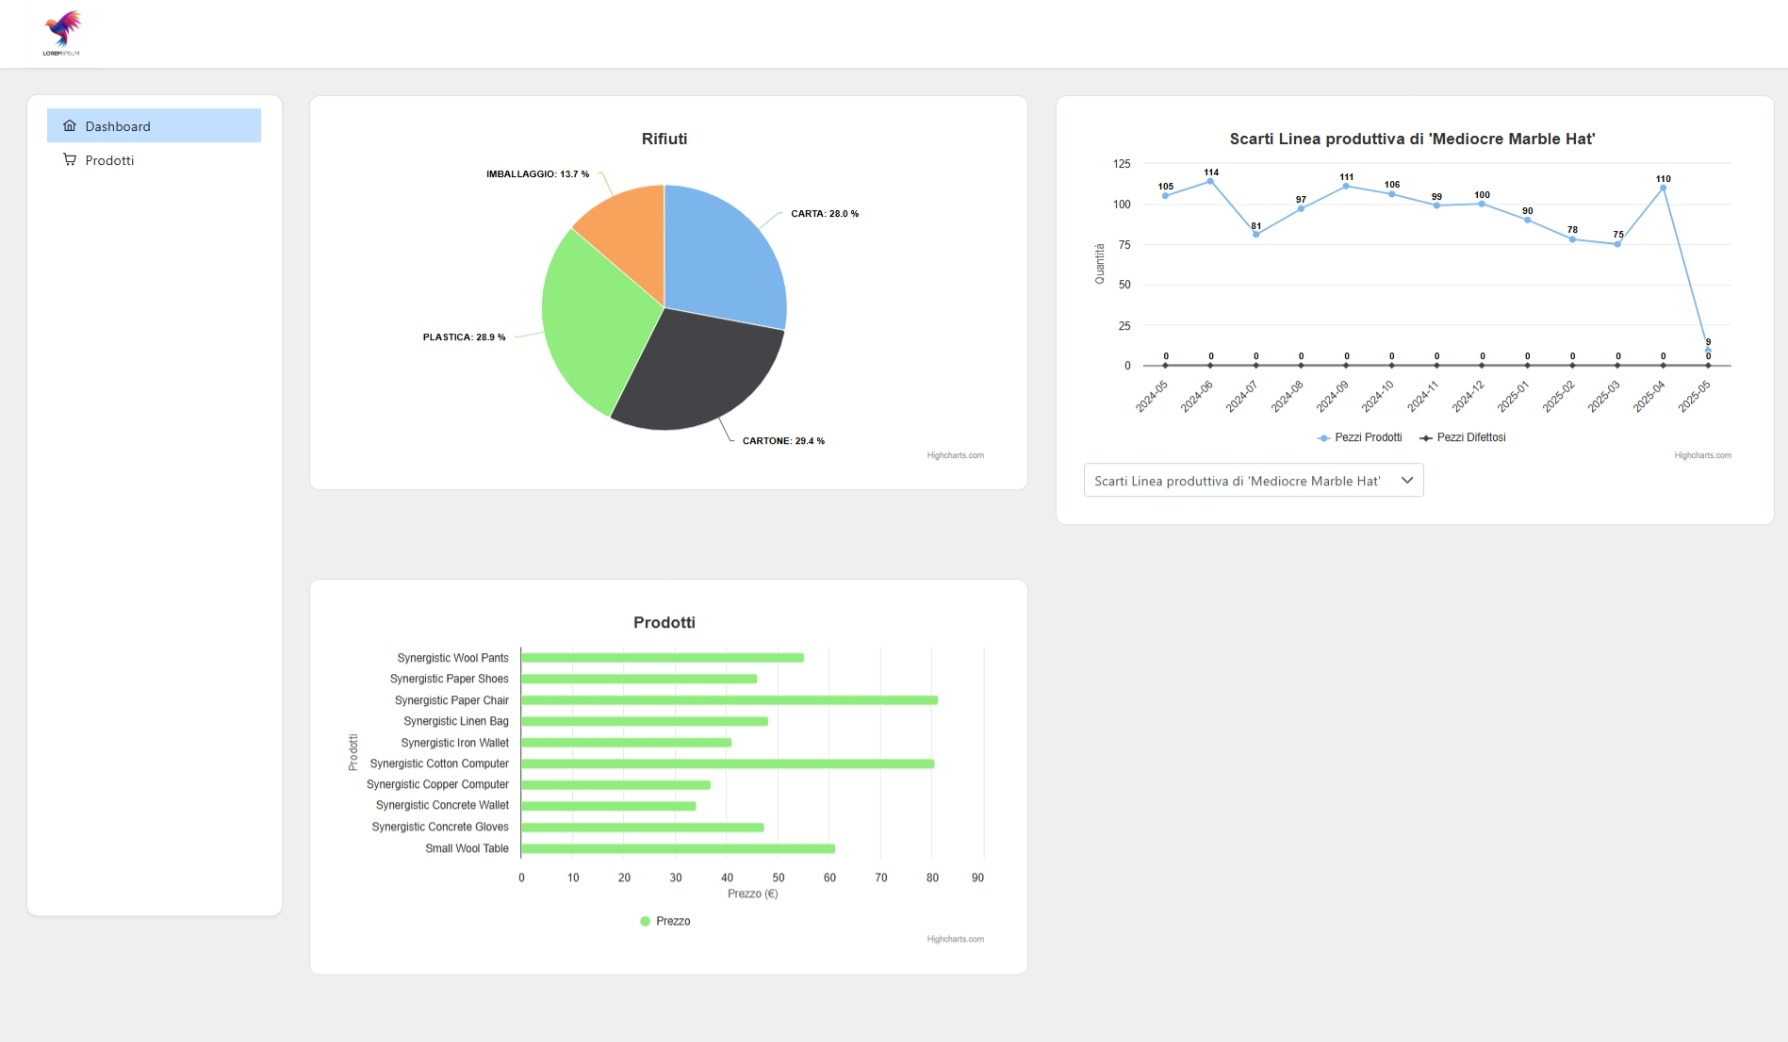 LOREM IPSUM
Dashboard
Prodotti
Rifiuti
IMBALLAGGIO: 13.7 %
CARTA: 28.0 %
PLASTICA: 28.9 %
CARTONE: 29.4 %
Highcharts.com
Scarti Linea produttiva di 'Mediocre Marble Hat'
Quantità
125
100
75
50
25
0
105
114
81
97
111
106
99
100
90
78
75
110
9
0 0 0 0 0 0 0 0 0 0 0 0 0
2024-05 2024-06 2024-07 2024-08 2024-09 2024-10 2024-11 2024-12 2025-01 2025-02 2025-03 2025-04 2025-05
Pezzi Prodotti Pezzi Difettosi
Highcharts.com
Scarti Linea produttiva di 'Mediocre Marble Hat'
Prodotti
Prodotti
Synergistic Wool Pants
Synergistic Paper Shoes
Synergistic Paper Chair
Synergistic Linen Bag
Synergistic Iron Wallet
Synergistic Cotton Computer
Synergistic Copper Computer
Synergistic Concrete Wallet
Synergistic Concrete Gloves
Small Wool Table
0 10 20 30 40 50 60 70 80 90
Prezzo (€)
Prezzo
Highcharts.com